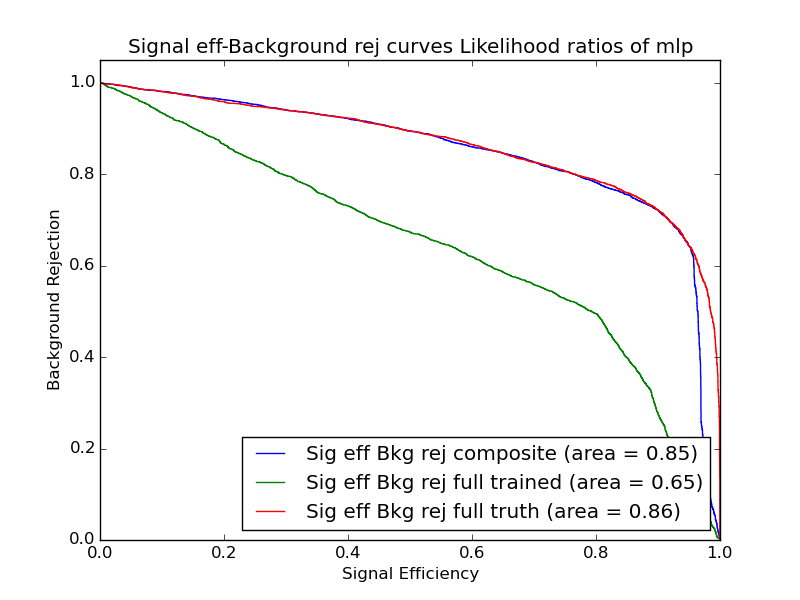 Signal eff-Background rej curves Likelihood ratios of mlp
1.0
0.8
0.6
0.4
0.2
0.0
Background Rejection
Sig eff Bkg rej composite (area = 0.85)
Sig eff Bkg rej full trained (area = 0.65)
Sig eff Bkg rej full truth (area = 0.86)
0.0 0.2 0.4 0.6 0.8 1.0
Signal Efficiency